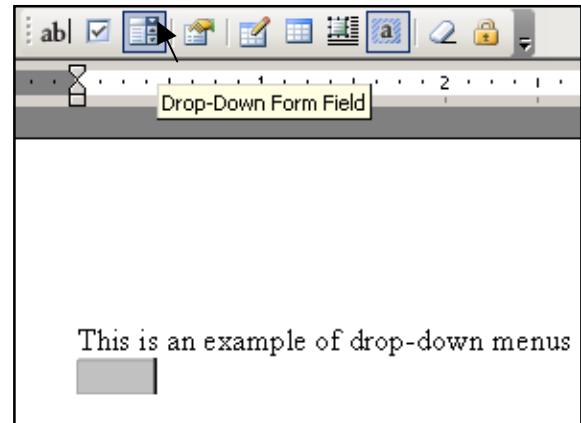 ab|
a
1 2
Drop-Down Form Field
This is an example of drop-down menus